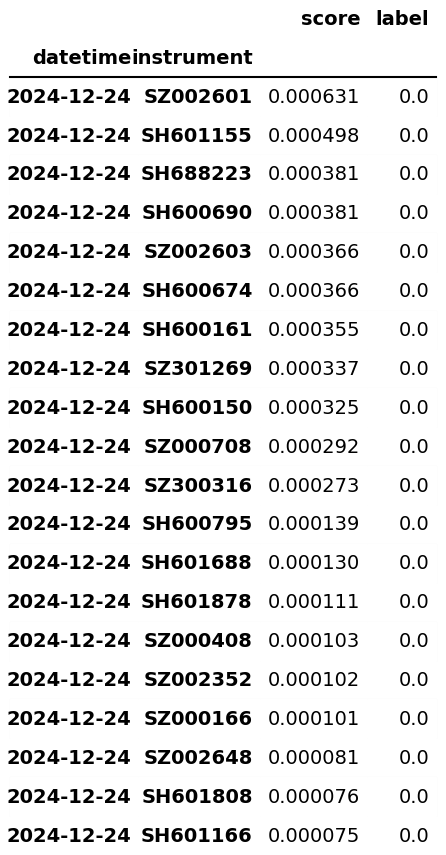 score label
datetime instrument
2024-12-24 SZ002601 0.000631 0.0
2024-12-24 SH601155 0.000498 0.0
2024-12-24 SH688223 0.000381 0.0
2024-12-24 SH600690 0.000381 0.0
2024-12-24 SZ002603 0.000366 0.0
2024-12-24 SH600674 0.000366 0.0
2024-12-24 SH600161 0.000355 0.0
2024-12-24 SZ301269 0.000337 0.0
2024-12-24 SH600150 0.000325 0.0
2024-12-24 SZ000708 0.000292 0.0
2024-12-24 SZ300316 0.000273 0.0
2024-12-24 SH600795 0.000139 0.0
2024-12-24 SH601688 0.000130 0.0
2024-12-24 SH601878 0.000111 0.0
2024-12-24 SZ000408 0.000103 0.0
2024-12-24 SZ002352 0.000102 0.0
2024-12-24 SZ000166 0.000101 0.0
2024-12-24 SZ002648 0.000081 0.0
2024-12-24 SH601808 0.000076 0.0
2024-12-24 SH601166 0.000075 0.0